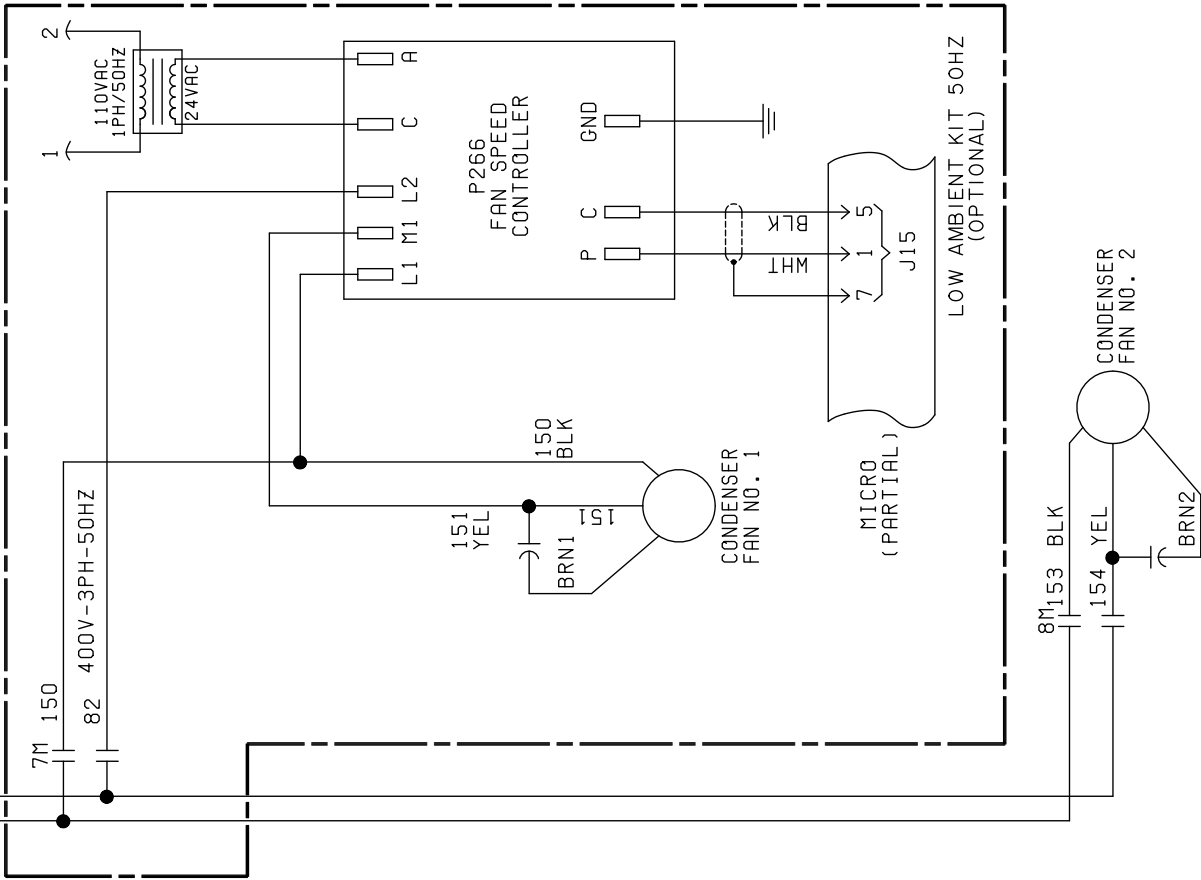 2
1
110VAC
1PH/50HZ
24VAC
A
C
L2
M1
L1
P266
FAN SPEED
CONTROLLER
GND
C
P
BLK
WHT
5
1
7
J15
LOW AMBIENT KIT 50HZ
(OPTIONAL)
MICRO
(PARTIAL)
150
BLK
151
YEL
151
BRN1
CONDENSER
FAN NO. 1
7M
150
82
400V-3PH-50HZ
CONDENSER
FAN NO. 2
8M
153 BLK
154 YEL
BRN2